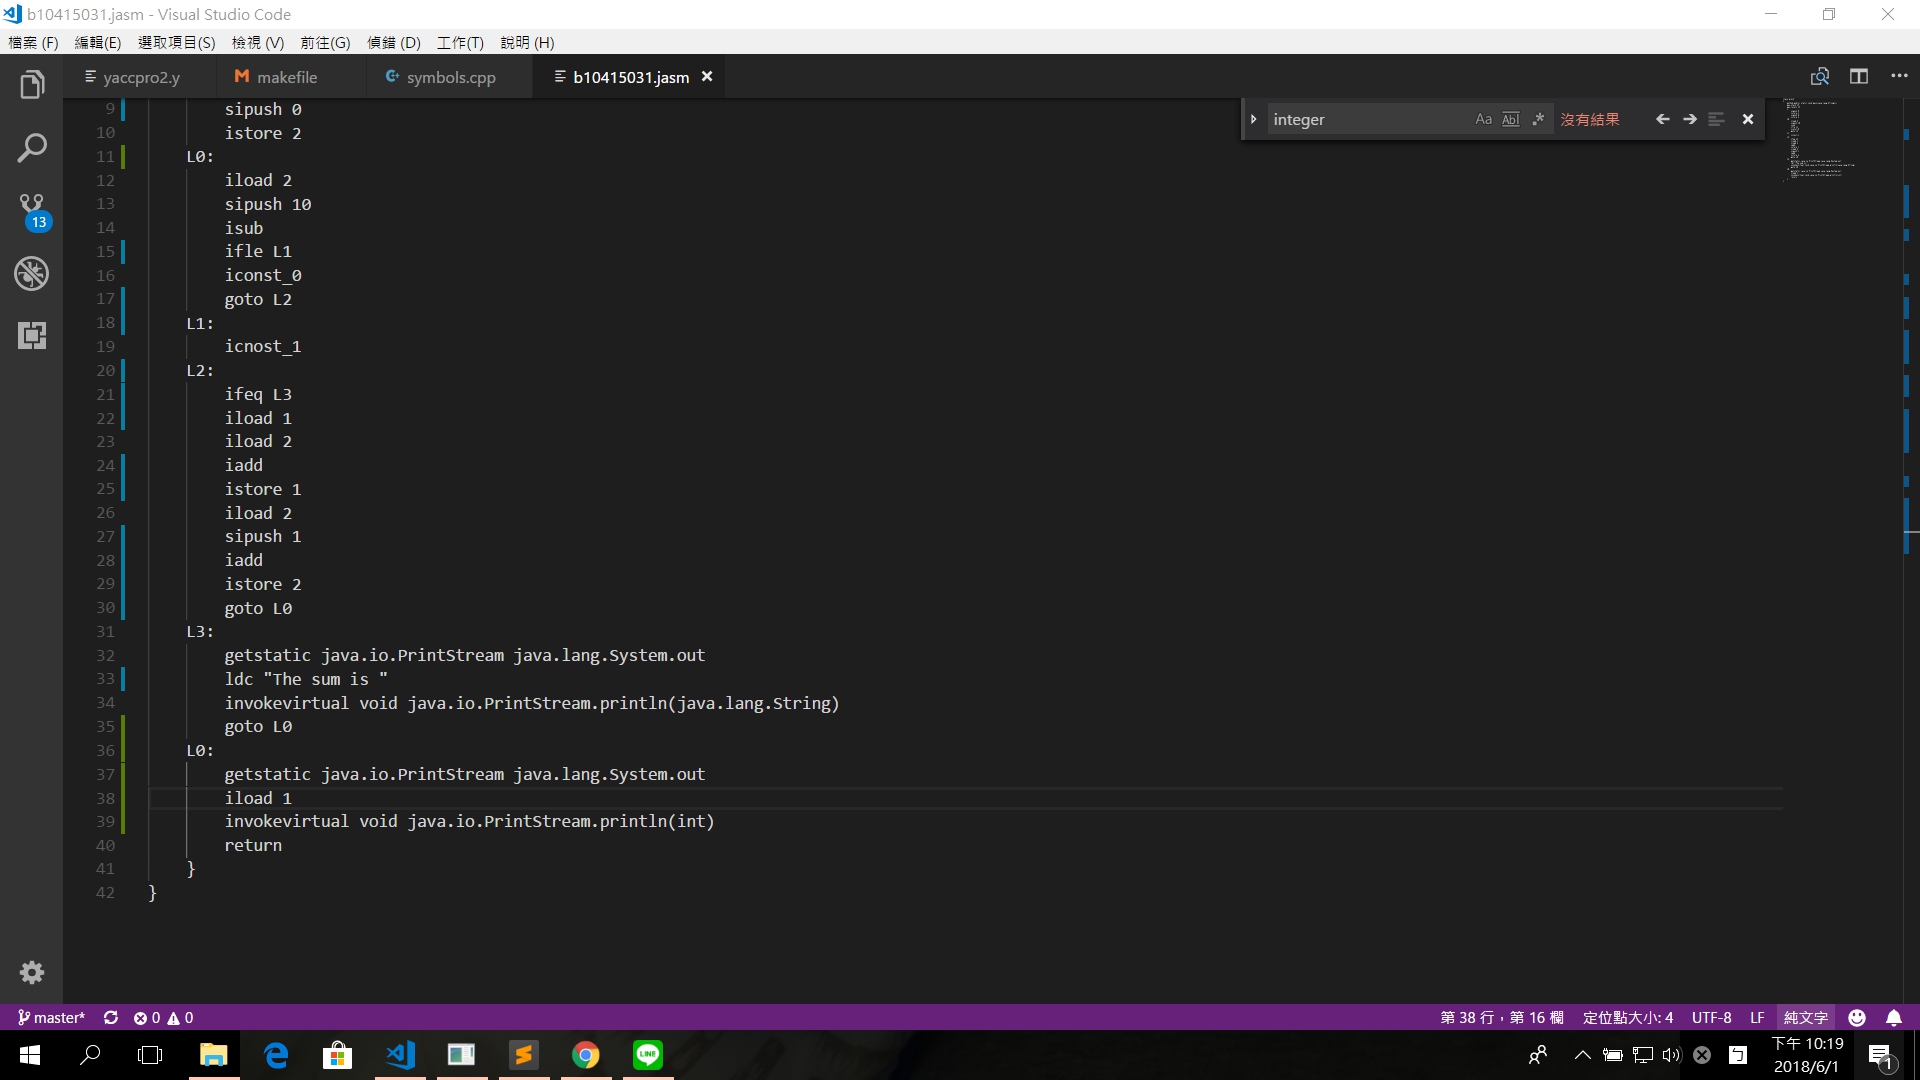 b10415031.jasm - Visual Studio Code
檔案 (F) 編輯(E) 選取項目(S) 檢視 (V) 前往(G) 偵錯 (D) 工作(T) 說明 (H)
yaccpro2.y makefile symbols.cpp b10415031.jasm
integer Aa Abl .* 沒有結果
9 sipush 0
10 istore 2
11 L0:
12 iload 2
13 sipush 10
14 isub
15 ifle L1
16 iconst_0
17 goto L2
18 L1:
19 icnost_1
20 L2:
21 ifeq L3
22 iload 1
23 iload 2
24 iadd
25 istore 1
26 iload 2
27 sipush 1
28 iadd
29 istore 2
30 goto L0
31 L3:
32 getstatic java.io.PrintStream java.lang.System.out
33 ldc "The sum is "
34 invokevirtual void java.io.PrintStream.println(java.lang.String)
35 goto L0
36 L0:
37 getstatic java.io.PrintStream java.lang.System.out
38 iload 1
39 invokevirtual void java.io.PrintStream.println(int)
40 return
41 }
42 }
13
master* 0 0 第 38 行，第 16 欄 定位點大小: 4 UTF-8 LF 純文字
LINE ㄅ 下午 10:19
2018/6/1 1